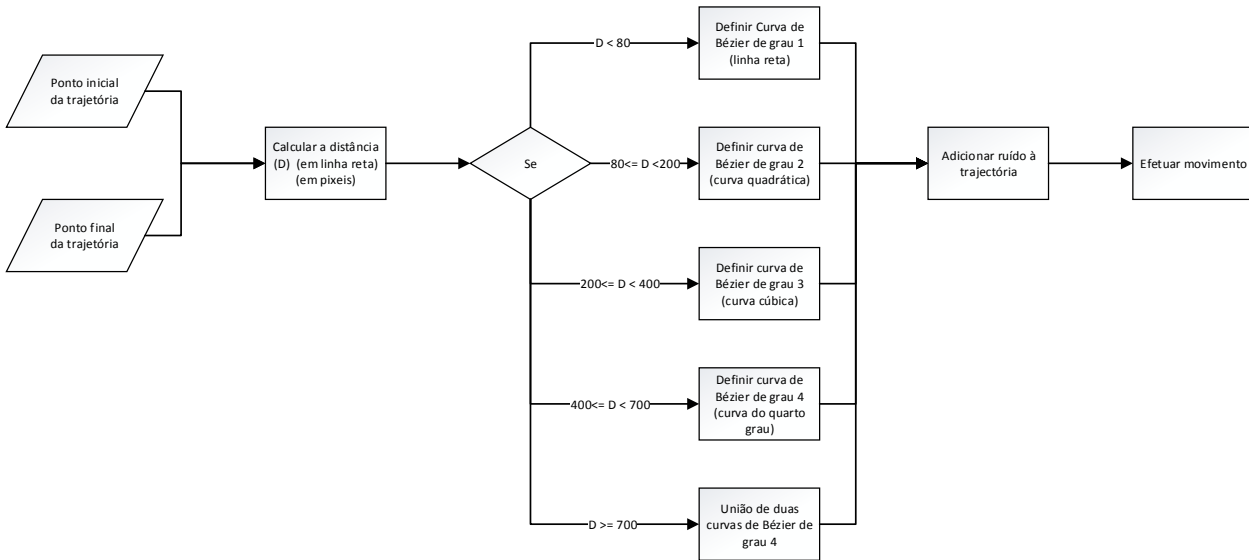 Ponto inicial
da trajetória
Ponto final
da trajetória
Calcular a distância
(D) (em linha reta)
(em pixeis)
Se
D < 80
80<= D <200
200<= D < 400
400<= D < 700
D >= 700
Definir Curva de
Bézier de grau 1
(linha reta)
Definir curva de
Bézier de grau 2
(curva quadrática)
Definir curva de
Bézier de grau 3
(curva cúbica)
Definir curva de
Bézier de grau 4
(curva do quarto
grau)
União de duas
curvas de Bézier de
grau 4
Adicionar ruído à
trajectória
Efetuar movimento